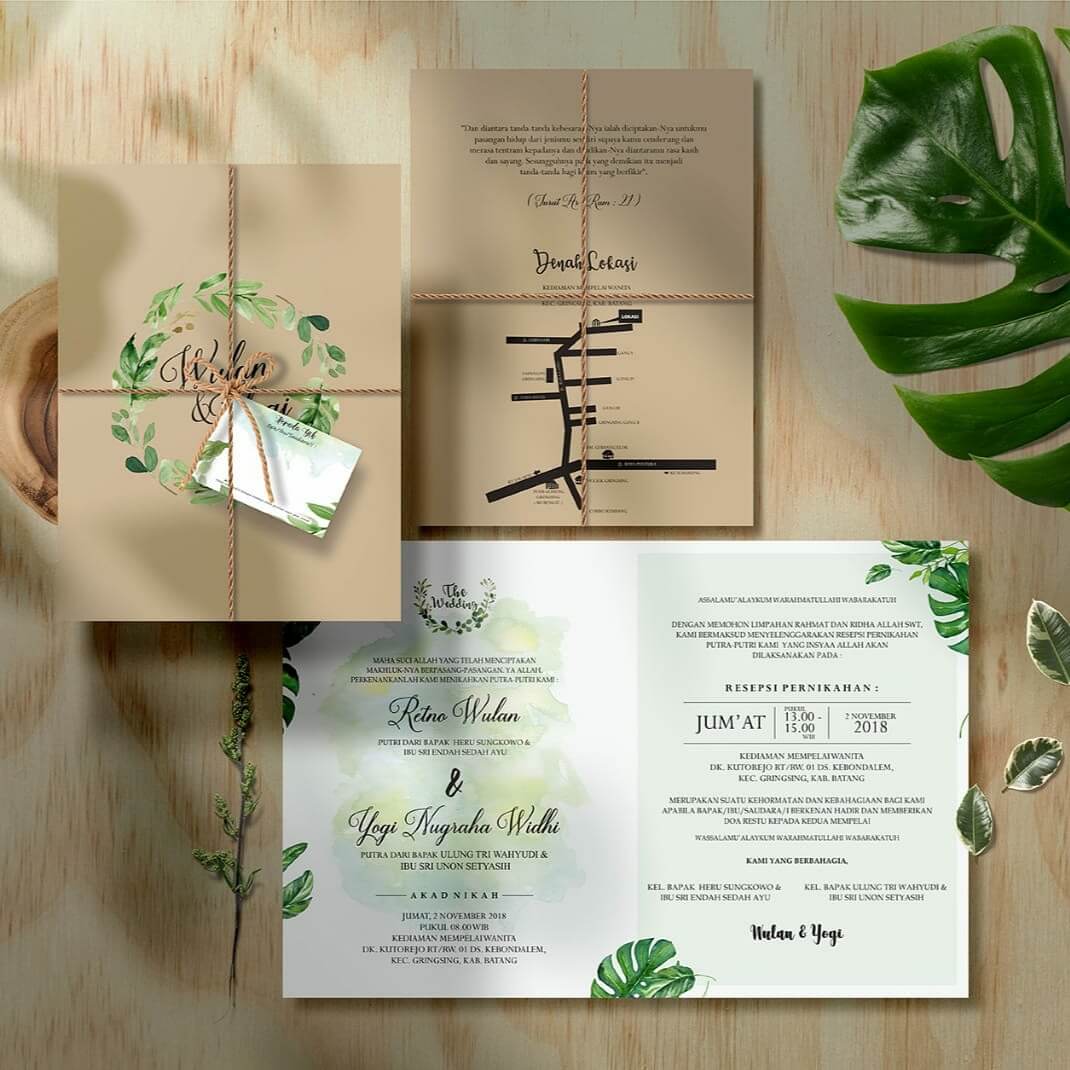 Wulan
&
"Dan diantara tanda-tanda kebesaran-Nya ialah diciptakan-Nya untukmu
pasangan hidup dari jenismu sendiri supaya kamu cenderung dan
merasa tentram kepadanya dan dijadikan-Nya diantaramu rasa kasih
dan sayang. Sesungguhnya pada yang demikian itu menjadi
tanda-tanda bagi kaum yang berfikir".
(Surat Ar Rum : 21)
Denah Lokasi
KEDIAMAN MEMPELAI WANITA
KEC. GRINGSING, KAB. BATANG
LOKASI
The
Wedding
MAHA SUCI ALLAH YANG TELAH MENCIPTAKAN
MAKHLUK-NYA BERPASANG-PASANGAN. YA ALLAH,
PERKENANKANLAH KAMI MENIKAHKAN PUTRA-PUTRI KAMI :
Retno Wulan
PUTRI DARI BAPAK HERU SUNGKOWO &
IBU SRI ENDAH SEDAH AYU
&
Yogi Nugraha Widhi
PUTRA DARI BAPAK ULUNG TRI WAHYUDI &
IBU SRI UNON SETYASIH
AKAD NIKAH
JUMAT, 2 NOVEMBER 2018
PUKUL 08.00 WIB
KEDIAMAN MEMPELAI WANITA
DK. KUTOREJO RT/RW. 01 DS. KEBONDALEM,
KEC. GRINGSING, KAB. BATANG
ASSALAMU'ALAYKUM WARAHMATULLAHI WABARAKATUH
DENGAN MEMOHON LIMPAHAN RAHMAT DAN RIDHA ALLAH SWT,
KAMI BERMAKSUD MENYELENGGARAKAN RESEPSI PERNIKAHAN
PUTRA-PUTRI KAMI YANG INSYAA ALLAH AKAN
DILAKSANAKAN PADA :
RESEPSI PERNIKAHAN :
JUM'AT
PUKUL
13.00 -
15.00
WIB
2 NOVEMBER
2018
KEDIAMAN MEMPELAI WANITA
DK. KUTOREJO RT/RW. 01 DS. KEBONDALEM,
KEC. GRINGSING, KAB. BATANG
MERUPAKAN SUATU KEHORMATAN DAN KEBAHAGIAAN BAGI KAMI
APABILA BAPAK/IBU/SAUDARA/I BERKENAN HADIR DAN MEMBERIKAN
DOA RESTU KEPADA KEDUA MEMPELAI
WASSALAMU'ALAYKUM WARAHMATULLAHI WABARAKATUH
KAMI YANG BERBAHAGIA,
KEL. BAPAK HERU SUNGKOWO &
IBU SRI ENDAH SEDAH AYU
KEL. BAPAK ULUNG TRI WAHYUDI &
IBU SRI UNON SETYASIH
Wulan & Yogi